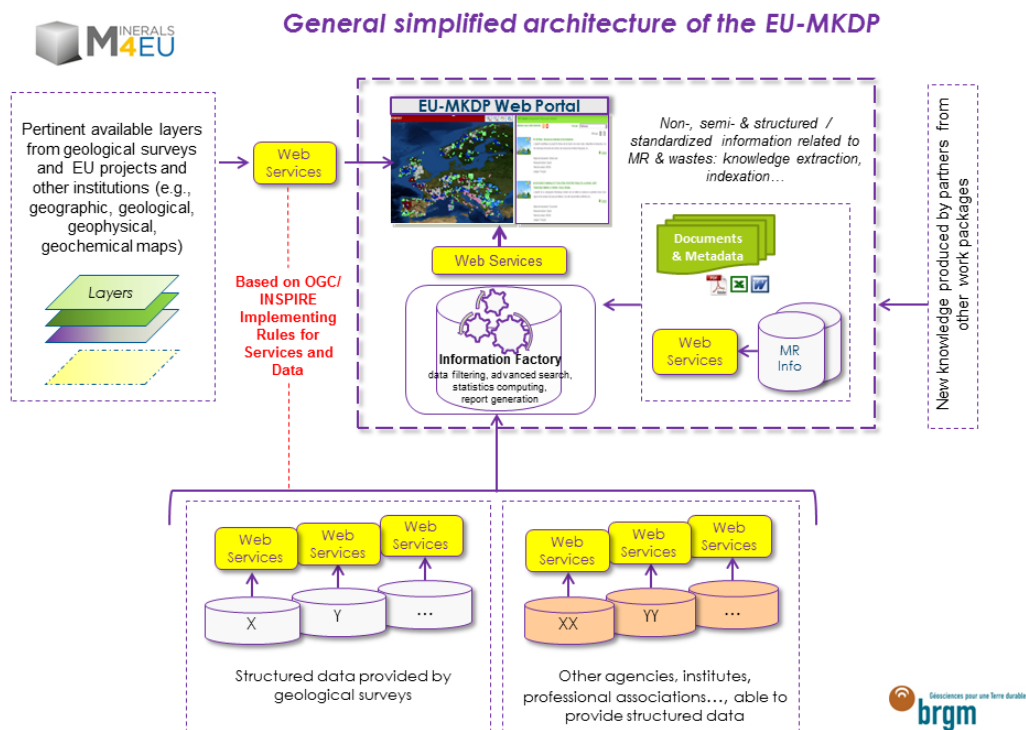 General simplified architecture of the EU-MKDP
MINERALS
M4EU
Pertinent available layers
from geological surveys
and EU projects and
other institutions (e.g.,
geographic, geological,
geophysical,
geochemical maps)
Layers
Web
Services
Based on OGC/
INSPIRE
Implementing
Rules for
Services and
Data
EU-MKDP Web Portal
Web Services
Information Factory
data filtering, advanced search,
statistics computing,
report generation
Non-, semi- & structured /
standardized information related to
MR & wastes: knowledge extraction,
indexation…
Documents
& Metadata
Web
Services
MR
Info
New knowledge produced by partners from
other work packages
Web
Services
Web
Services
Web
Services
X
Y
...
Structured data provided by
geological surveys
Web
Services
Web
Services
Web
Services
XX
YY
...
Other agencies, institutes,
professional associations…, able to
provide structured data
Géosciences pour une Terre durable
brgm